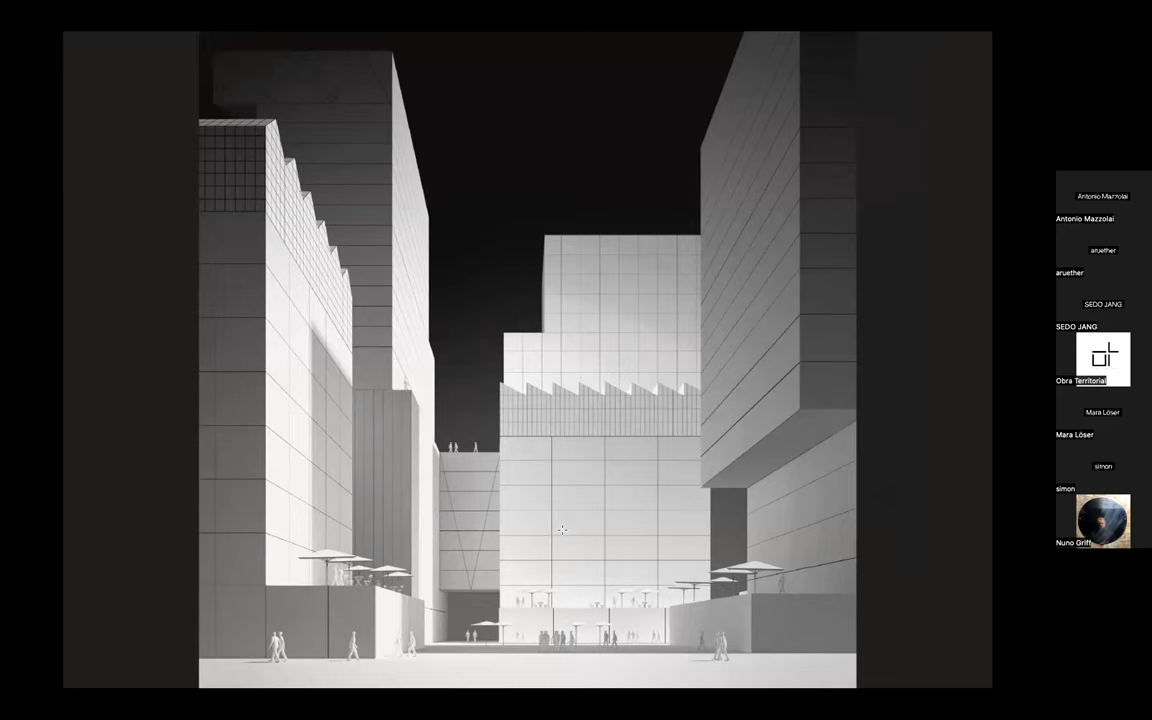 Antonio Mazzolai
Antonio Mazzolai
aruether
aruether
SEDO JANG
SEDO JANG
Obra Territorial
Mara Löser
Mara Löser
simon
simon
Nuno Griff